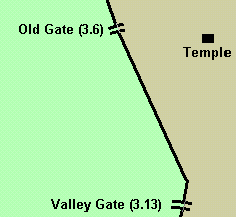 Old Gate (3.6)
Temple
Valley Gate (3.13)